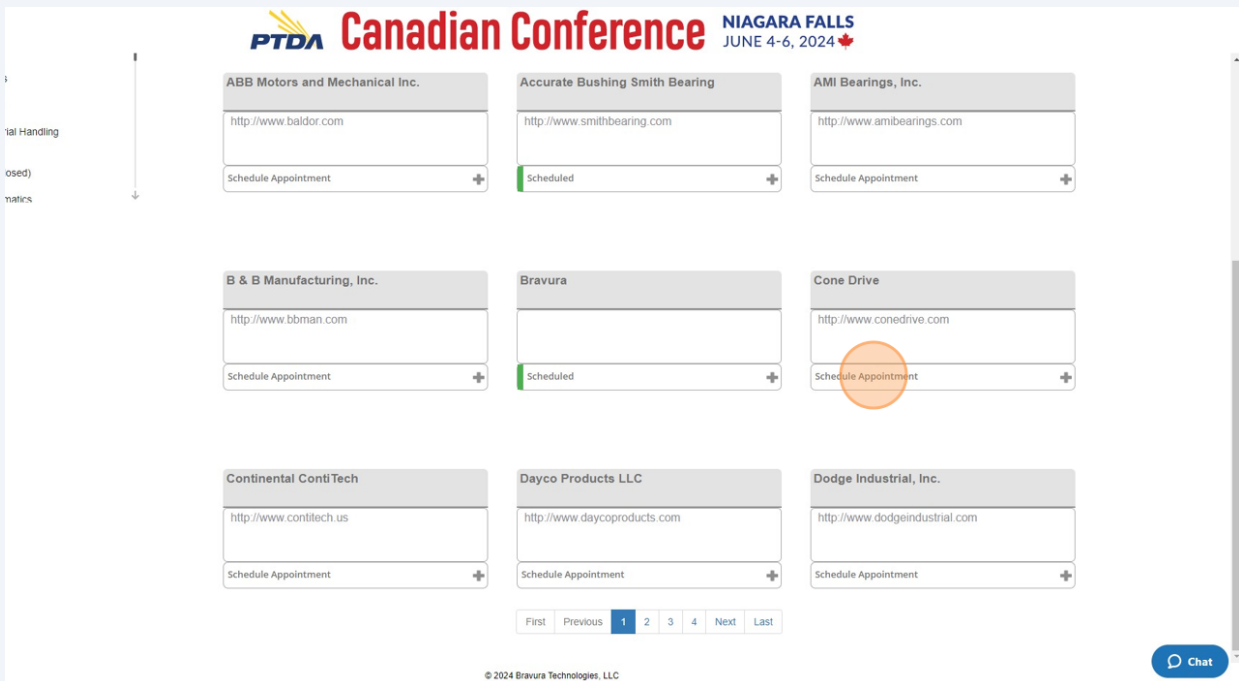 PTDA Canadian Conference NIAGARA FALLS
JUNE 4-6, 2024
s
rial Handling
osed)
matics
ABB Motors and Mechanical Inc.
http://www.baldor.com
Schedule Appointment
Accurate Bushing Smith Bearing
http://www.smithbearing.com
Scheduled
AMI Bearings, Inc.
http://www.amibearings.com
Schedule Appointment
B & B Manufacturing, Inc.
http://www.bbman.com
Schedule Appointment
Bravura
Scheduled
Cone Drive
http://www.conedrive.com
Schedule Appointment
Continental ContiTech
http://www.contitech.us
Schedule Appointment
Dayco Products LLC
http://www.daycoproducts.com
Schedule Appointment
Dodge Industrial, Inc.
http://www.dodgeindustrial.com
Schedule Appointment
First Previous 1 2 3 4 Next Last
Chat
© 2024 Bravura Technologies, LLC